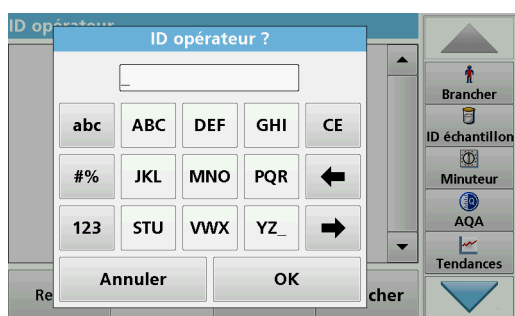 ID opérateur
ID opérateur ?
_
abc ABC DEF GHI CE
#% JKL MNO PQR
123 STU VWX YZ_
Annuler OK
Re cher
Brancher
ID échantillon
Minuteur
AQA
Tendances